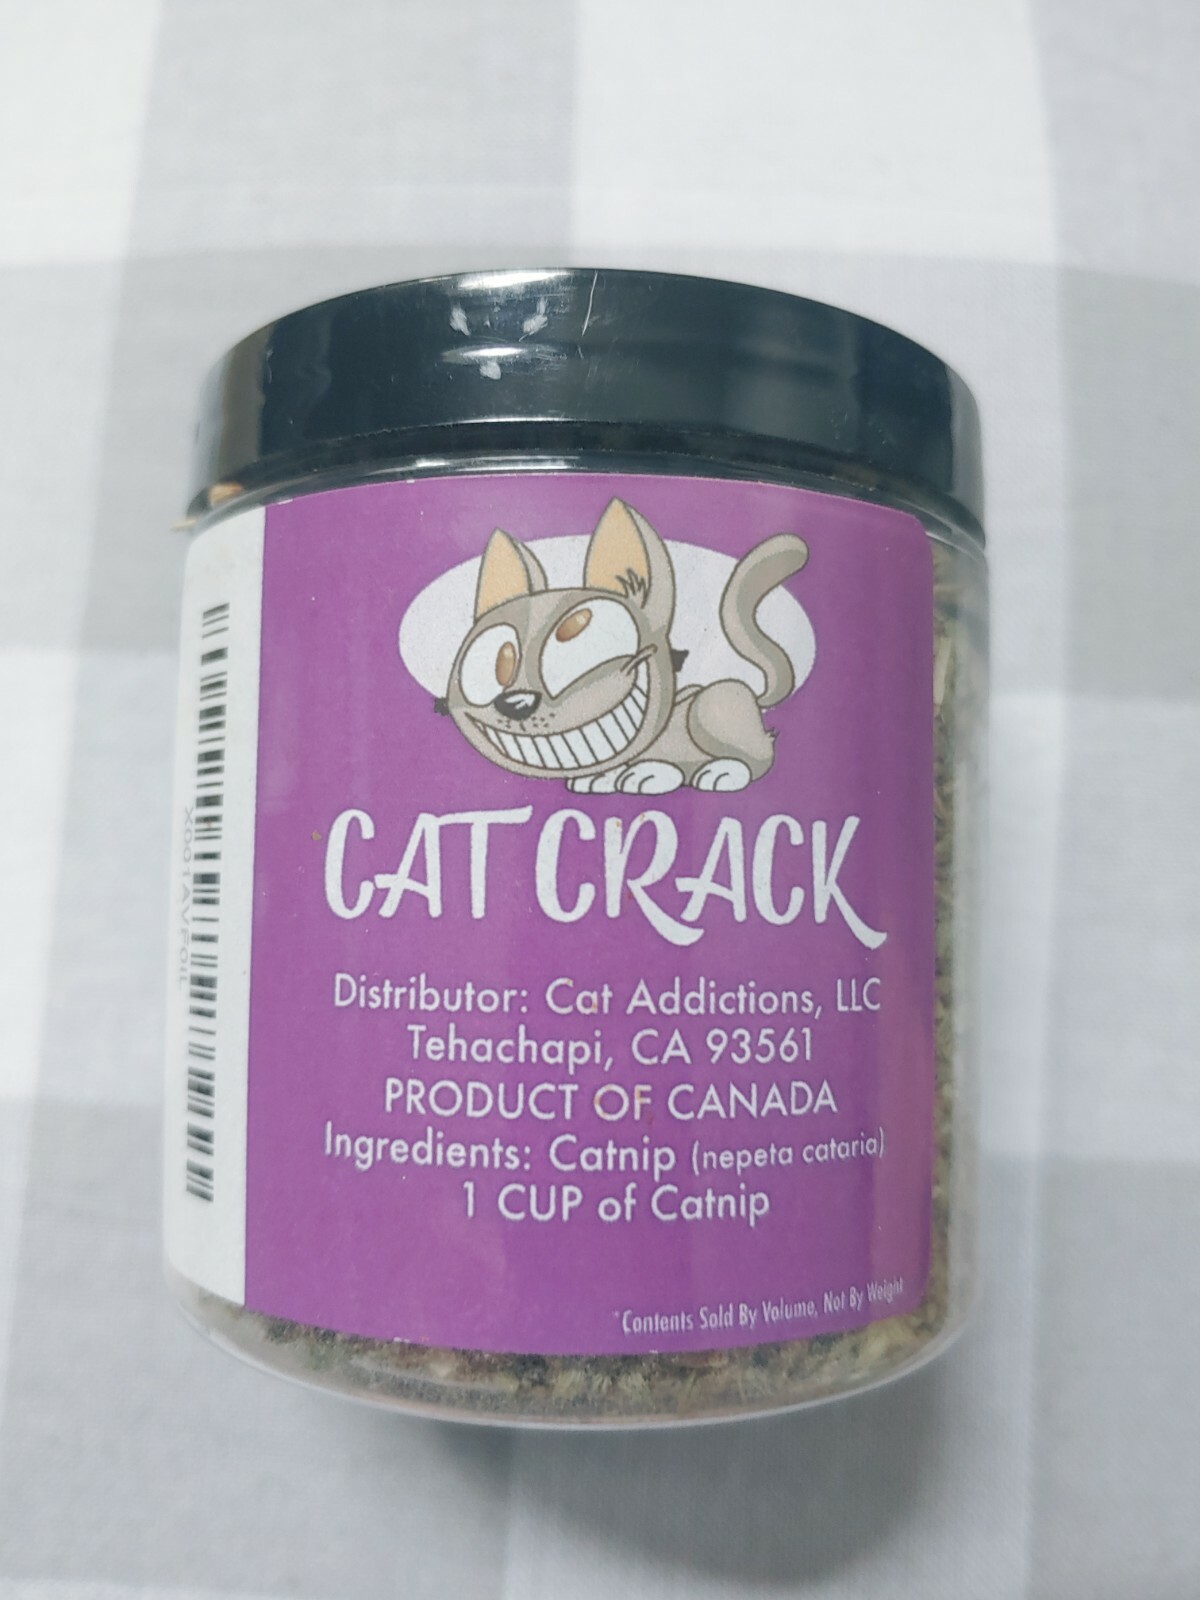 CAT CRACK
Distributor: Cat Addictions, LLC
Tehachapi, CA 93561
PRODUCT OF CANADA
Ingredients: Catnip (nepeta cataria)
1 CUP of Catnip
*Contents Sold By Volume, Not By Weight